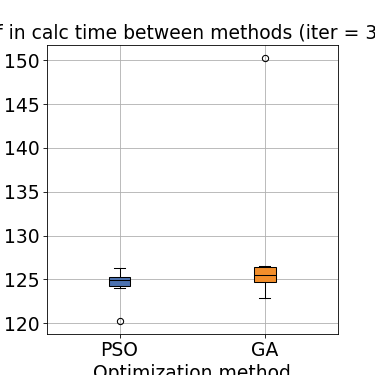 in calc time between methods (iter = 3
150
145
140
135
130
125
120
PSO GA
Optimization method